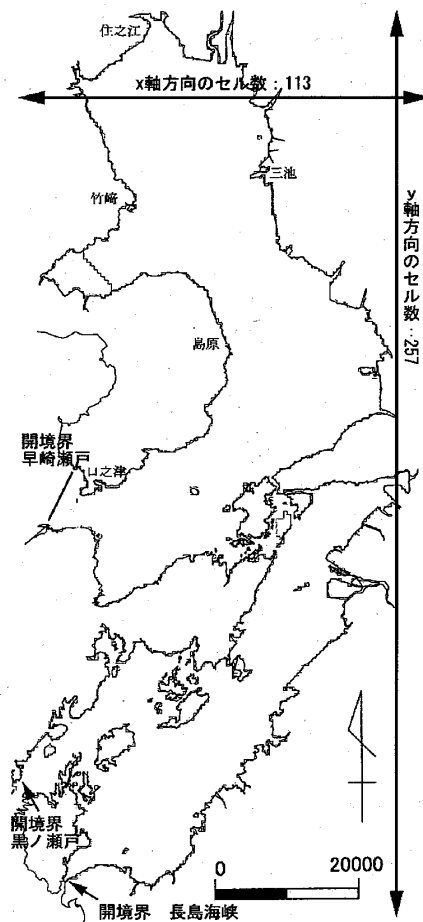 住之江
x軸方向のセル数：113
三池
竹崎
y軸方向のセル数：257
島原
開境界
早崎瀬戸
口之津
開境界
黒ノ瀬戸
0 20000
開境界 長島海峡